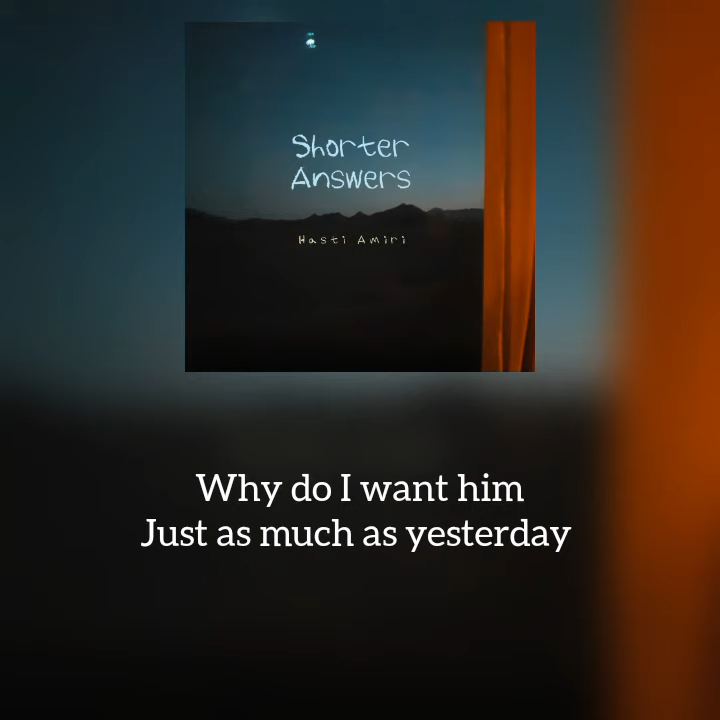 Shorter
Answers
Hasti Amiri
Why do I want him
Just as much as yesterday